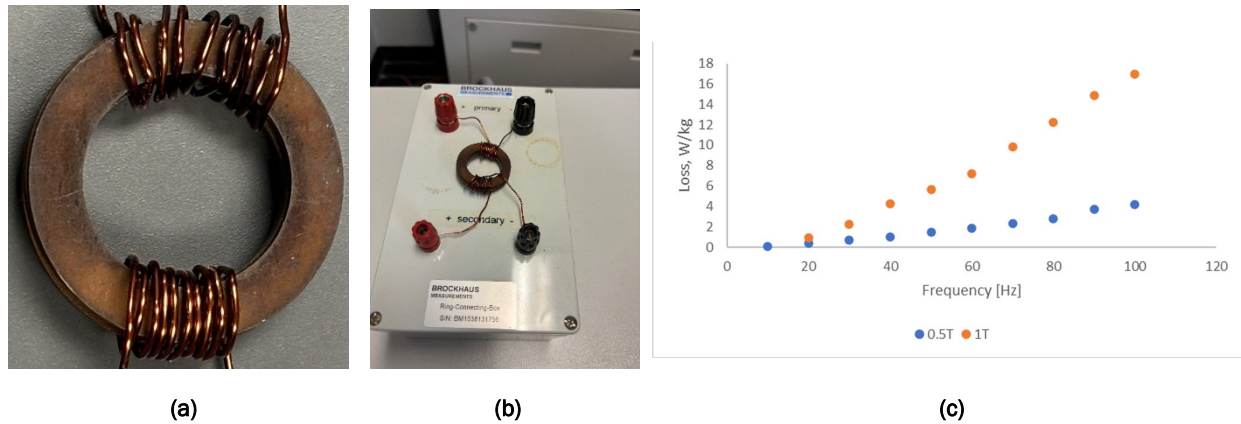 BROCKHAUS
MEASUREMENTS
+ primary -
+ secondary -
BROCKHAUS
MEASUREMENTS
Ring-Connecting-Box
S/N: BM1538131756
18
16
14
12
10
8
6
4
2
0
Loss, W/kg
0 20 40 60 80 100 120
Frequency [Hz]
0.5T 1T
(a) (b) (c)